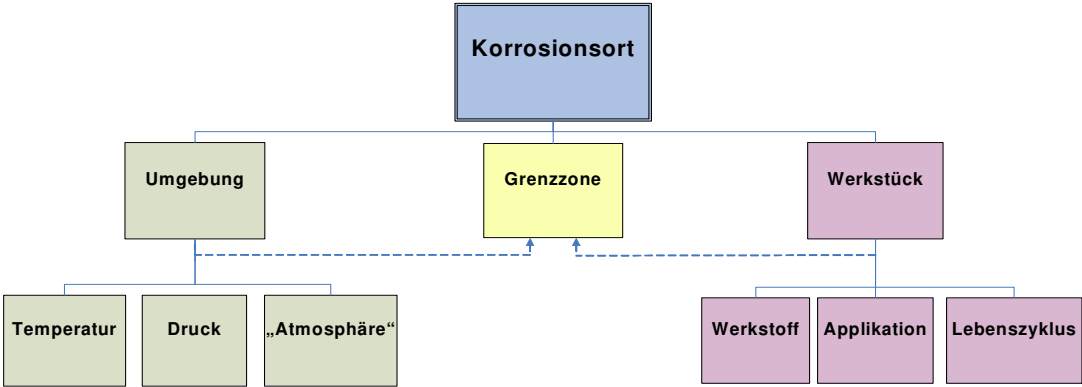 Korrosionsort
Umgebung
Grenzzone
Werkstück
Temperatur
Druck
„Atmosphäre“
Werkstoff
Applikation
Lebenszyklus